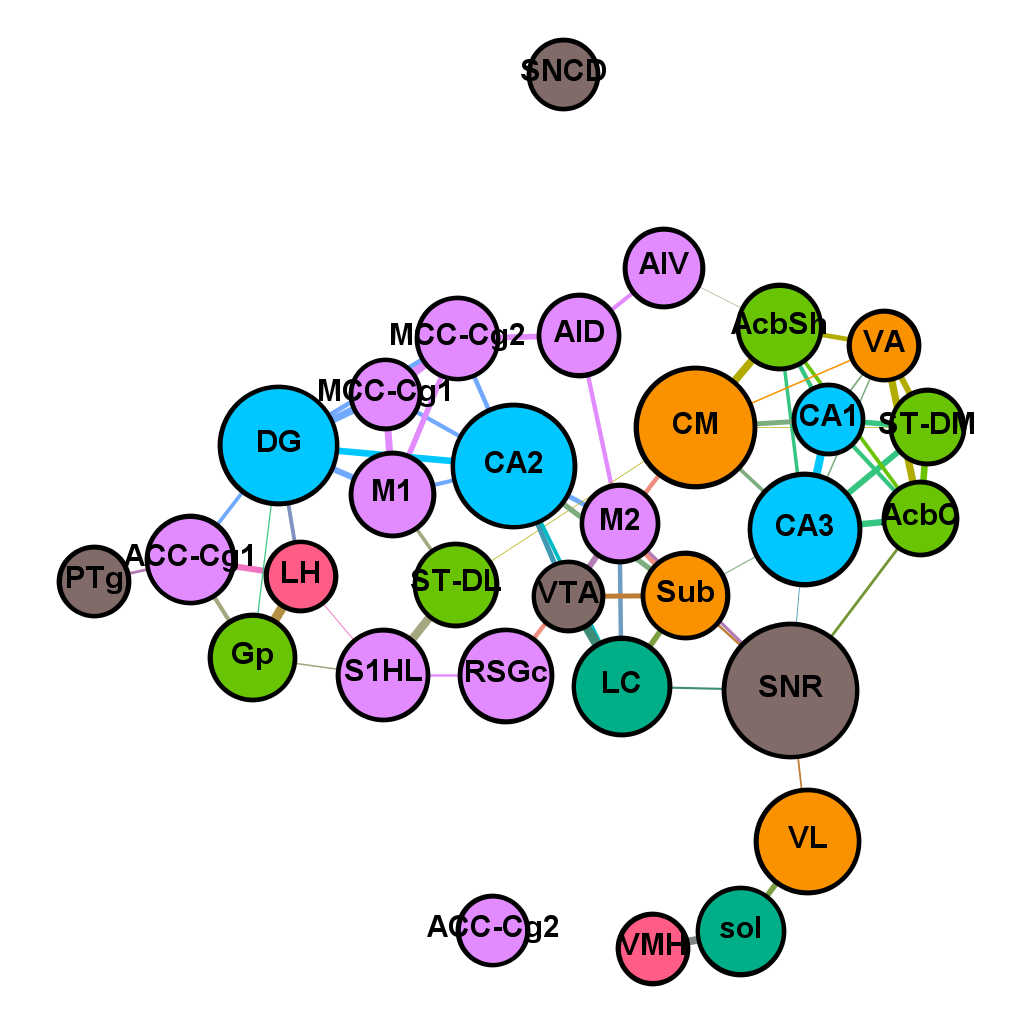 SNCD
AIV
AcbSh
MCC-Cg2
AID
VA
MCC-Cg1
CM
CA1
ST-DM
DG
CA2
M1
M2
CA3
AcbC
ACC-Cg1
PTg
LH
ST-DL
VTA
Sub
Gp
S1HL
RSGc
LC
SNR
VL
ACC-Cg2
VMH
sol